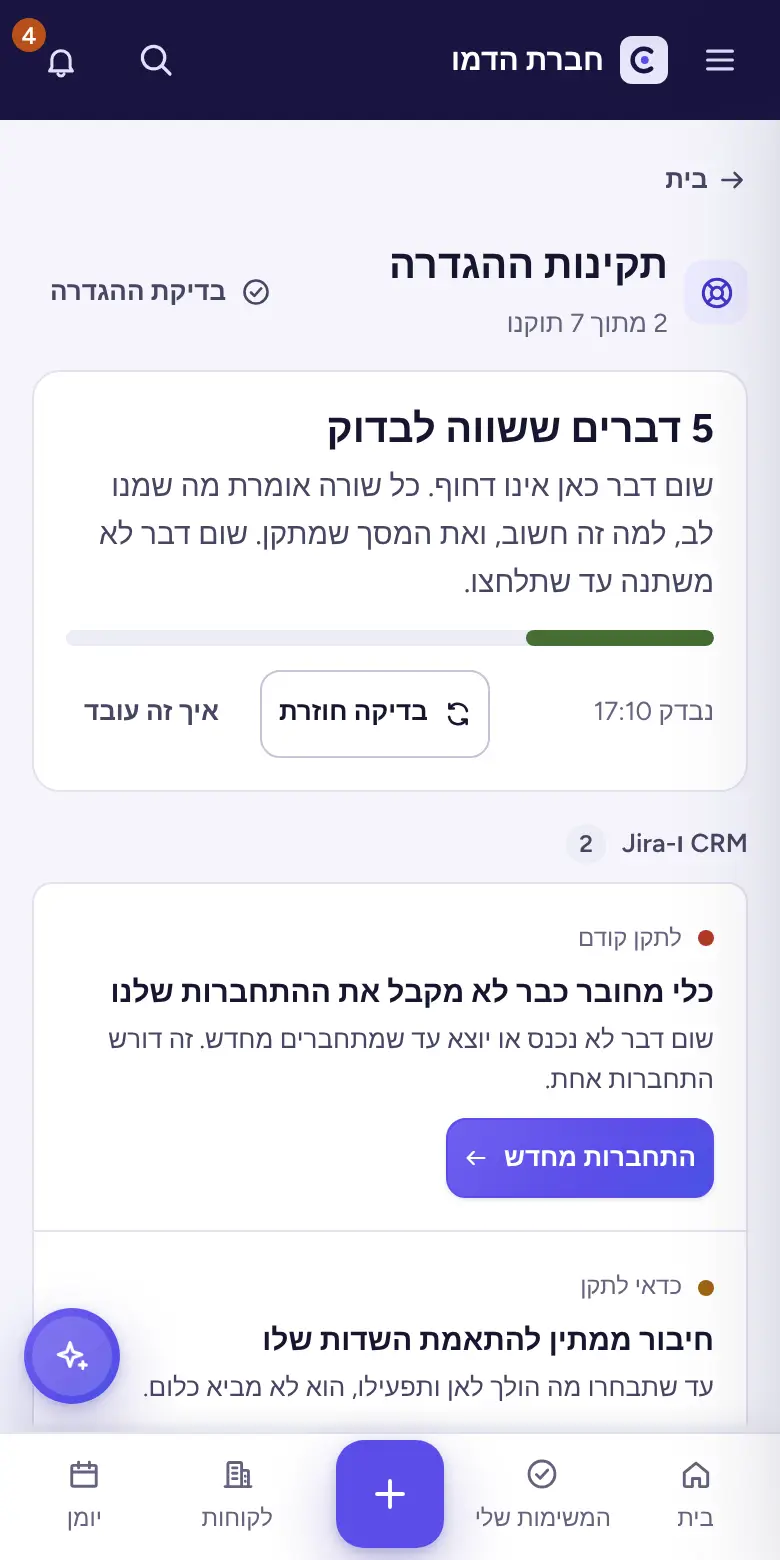 חברת הדמו
4
בית
תקינות ההגדרה
2 מתוך 7 תוקנו
בדיקת ההגדרה
5 דברים ששווה לבדוק
שום דבר כאן אינו דחוף. כל שורה אומרת מה שמנו
לב, למה זה חשוב, ואת המסך שמתקן. שום דבר לא
משתנה עד שתלחצו.
נבדק 17:10
בדיקה חוזרת
איך זה עובד
CRM ו-Jira
2
לתקן קודם
כלי מחובר כבר לא מקבל את ההתחברות שלנו
שום דבר לא נכנס או יוצא עד שמתחברים מחדש. זה דורש
התחברות אחת.
התחברות מחדש
כדאי לתקן
חיבור ממתין להתאמת השדות שלו
עד שתבחרו מה הולך לאן ותפעילו, הוא לא מביא כלום.
בית
המשימות שלי
לקוחות
יומן